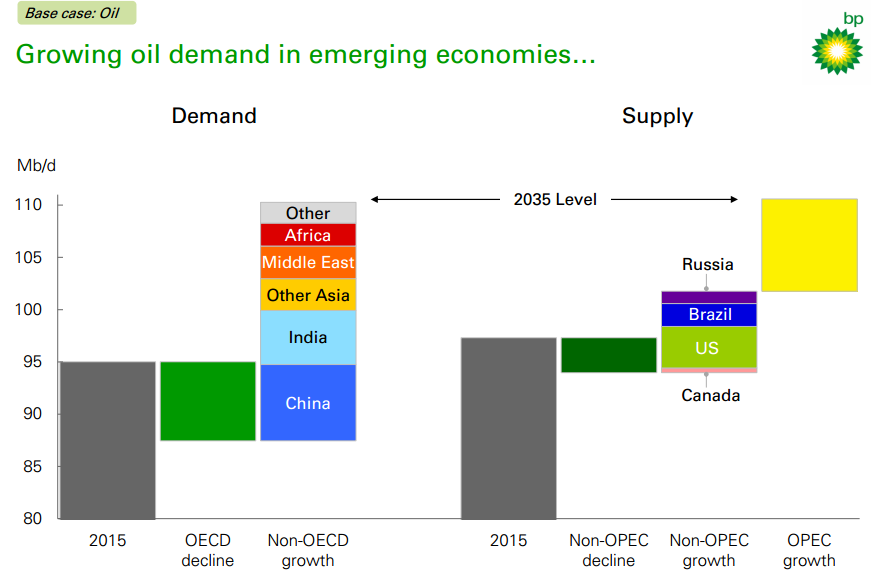 Base case: Oil
bp
Growing oil demand in emerging economies...
Demand
Supply
Mb/d
110
105
100
95
90
85
80
Other
Africa
Middle East
Other Asia
India
China
2035 Level
Russia
Brazil
US
Canada
2015
OECD
decline
Non-OECD
growth
2015
Non-OPEC
decline
Non-OPEC
growth
OPEC
growth